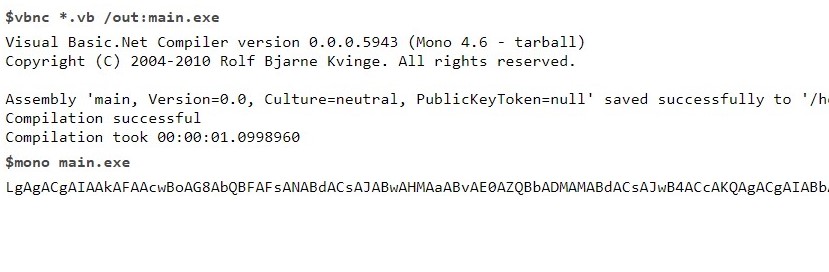 $vbnc *.vb /out:main.exe
Visual Basic.Net Compiler version 0.0.0.5943 (Mono 4.6 - tarball)
Copyright (C) 2004-2010 Rolf Bjarne Kvinge. All rights reserved.
Assembly 'main, Version=0.0, Culture=neutral, PublicKeyToken=null' saved successfully to '/h
Compilation successful
Compilation took 00:00:01.0998960
$mono main.exe
LgAgACgAIAAkAFAAcwBoAG8AbQBFAFsANABdACsAJABwAHMAaABvAE0AZQBbADMAMABdACsAJwB4ACcAKQAgACgAIABb